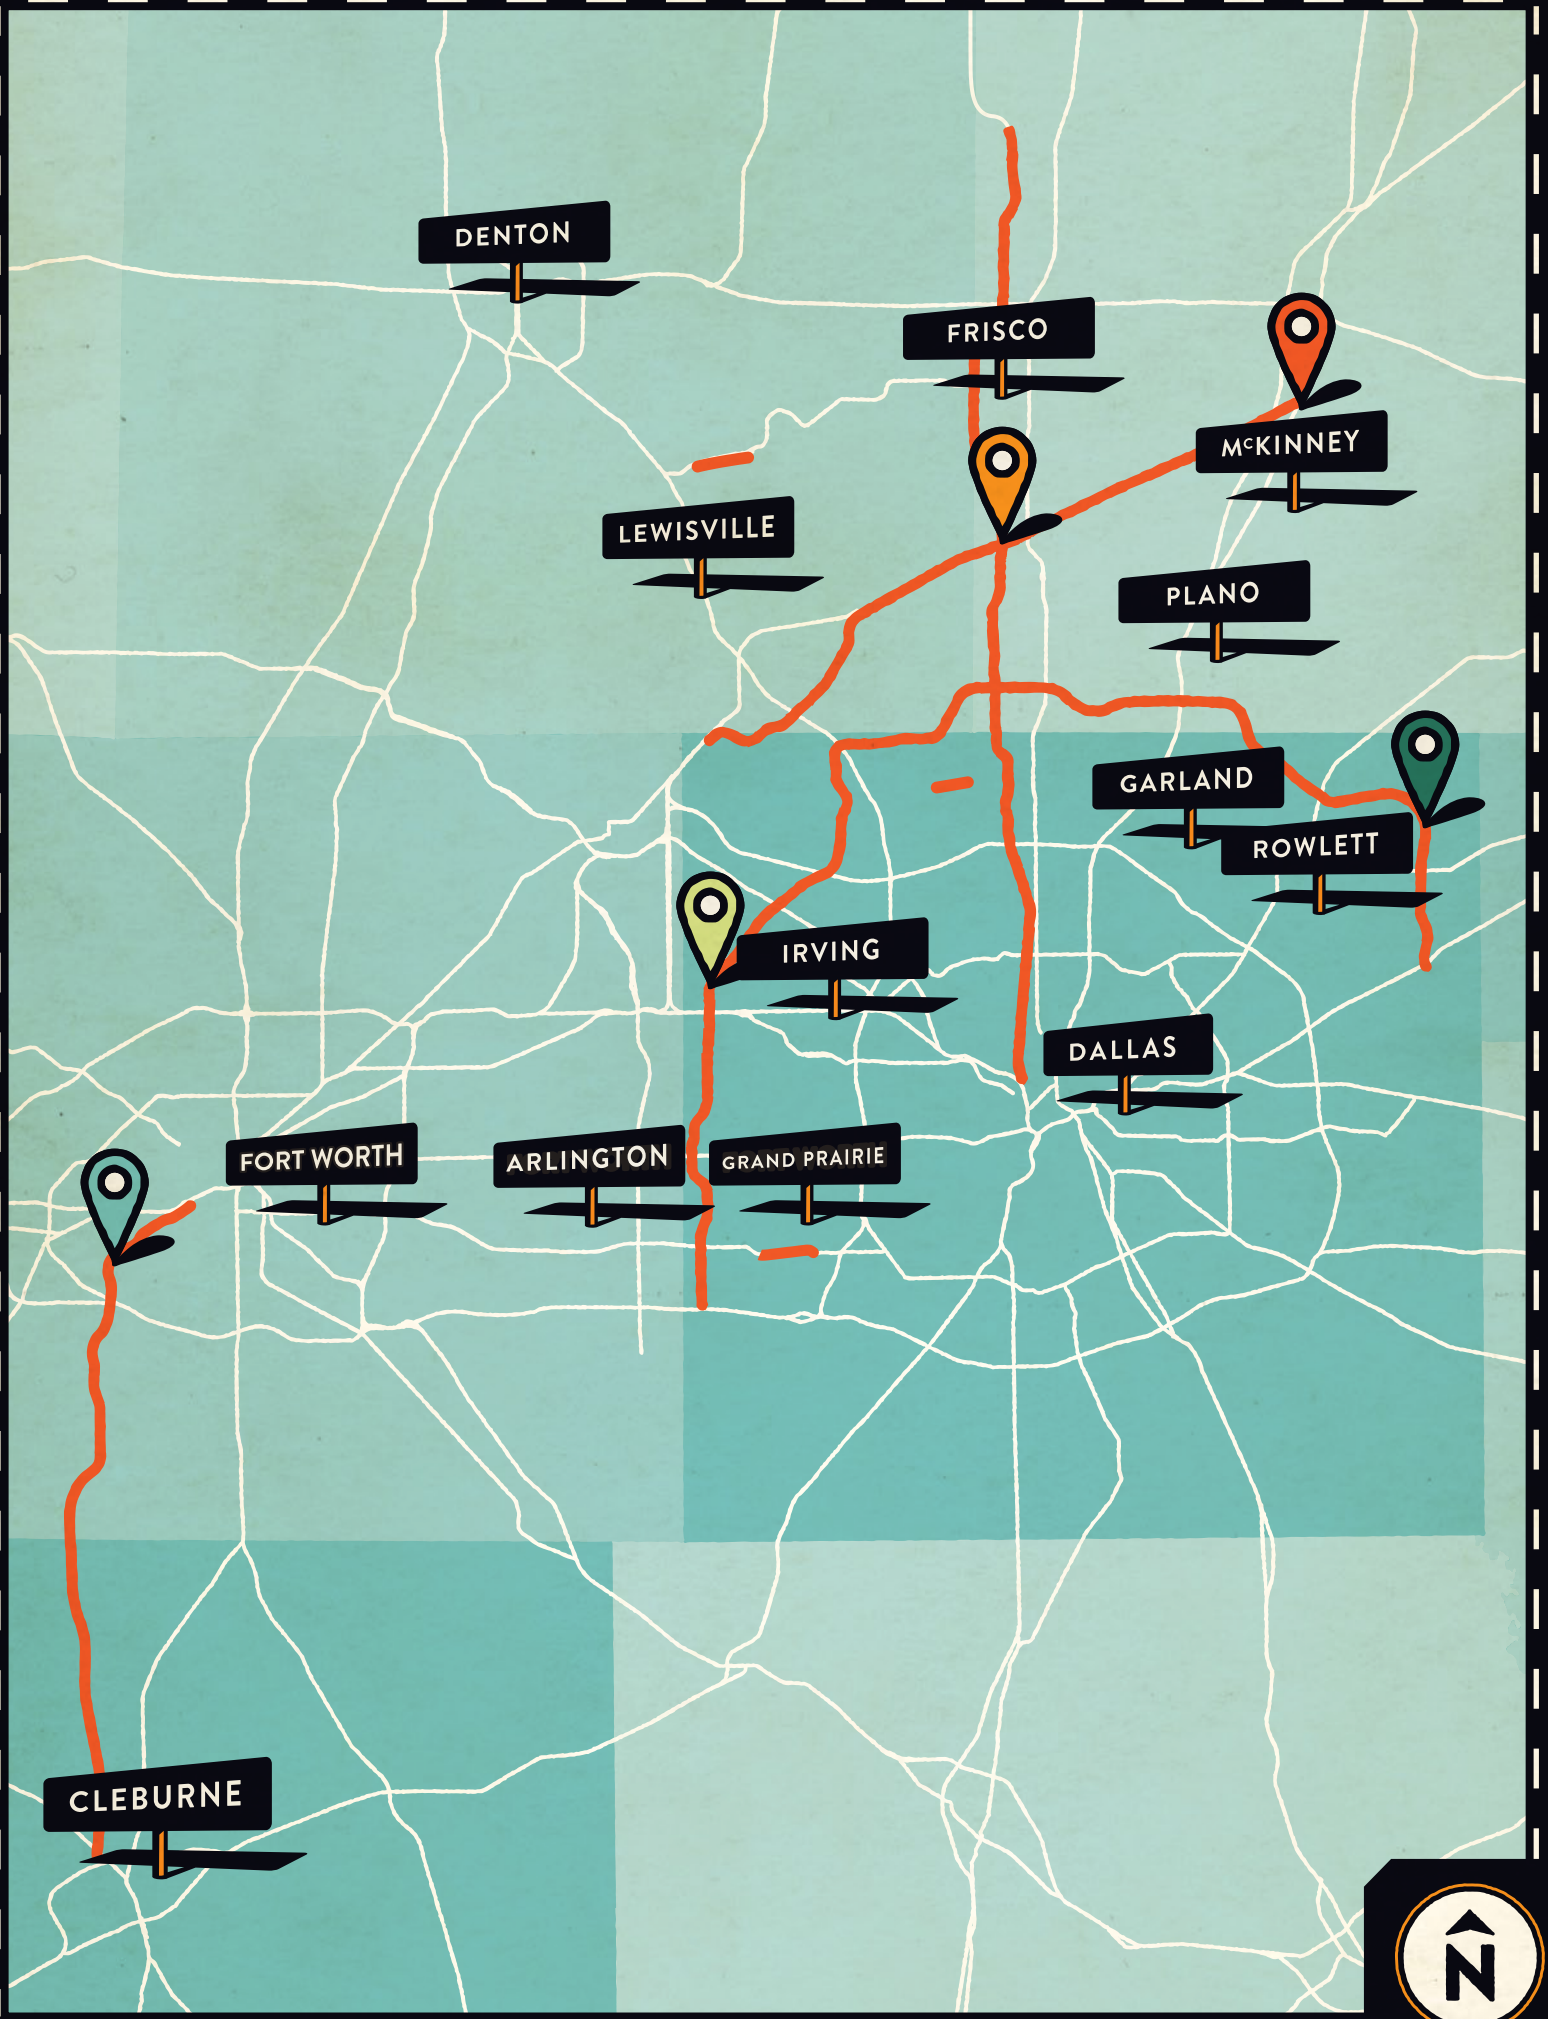 DENTON
FRISCO
McKINNEY
LEWISVILLE
PLANO
GARLAND
ROWLETT
IRVING
DALLAS
FORT WORTH
ARLINGTON
GRAND PRAIRIE
CLEBURNE
N